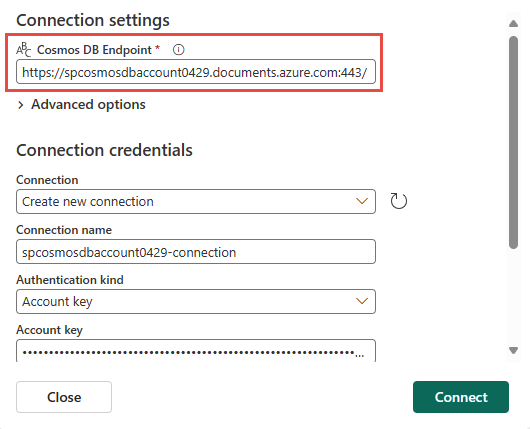 Connection settings
ABC Cosmos DB Endpoint *
https://spcosmosdbaccount0429.documents.azure.com:443/
Advanced options
Connection credentials
Connection
Create new connection
Connection name
spcosmosdbaccount0429-connection
Authentication kind
Account key
Account key
••••••••••••••••••••••••••••••••••••••••••••••••••••••••••••••••...
Close
Connect